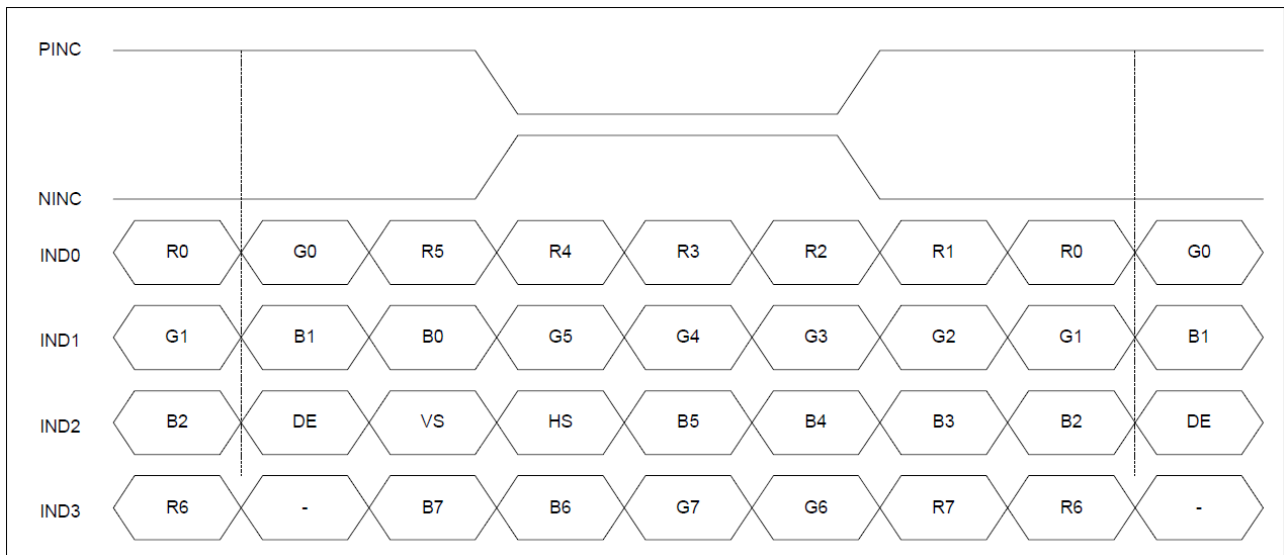 PINC
NINC
IND0 R0 G0 R5 R4 R3 R2 R1 R0 G0
IND1 G1 B1 B0 G5 G4 G3 G2 G1 B1
IND2 B2 DE VS HS B5 B4 B3 B2 DE
IND3 R6 - B7 B6 G7 G6 R7 R6 -